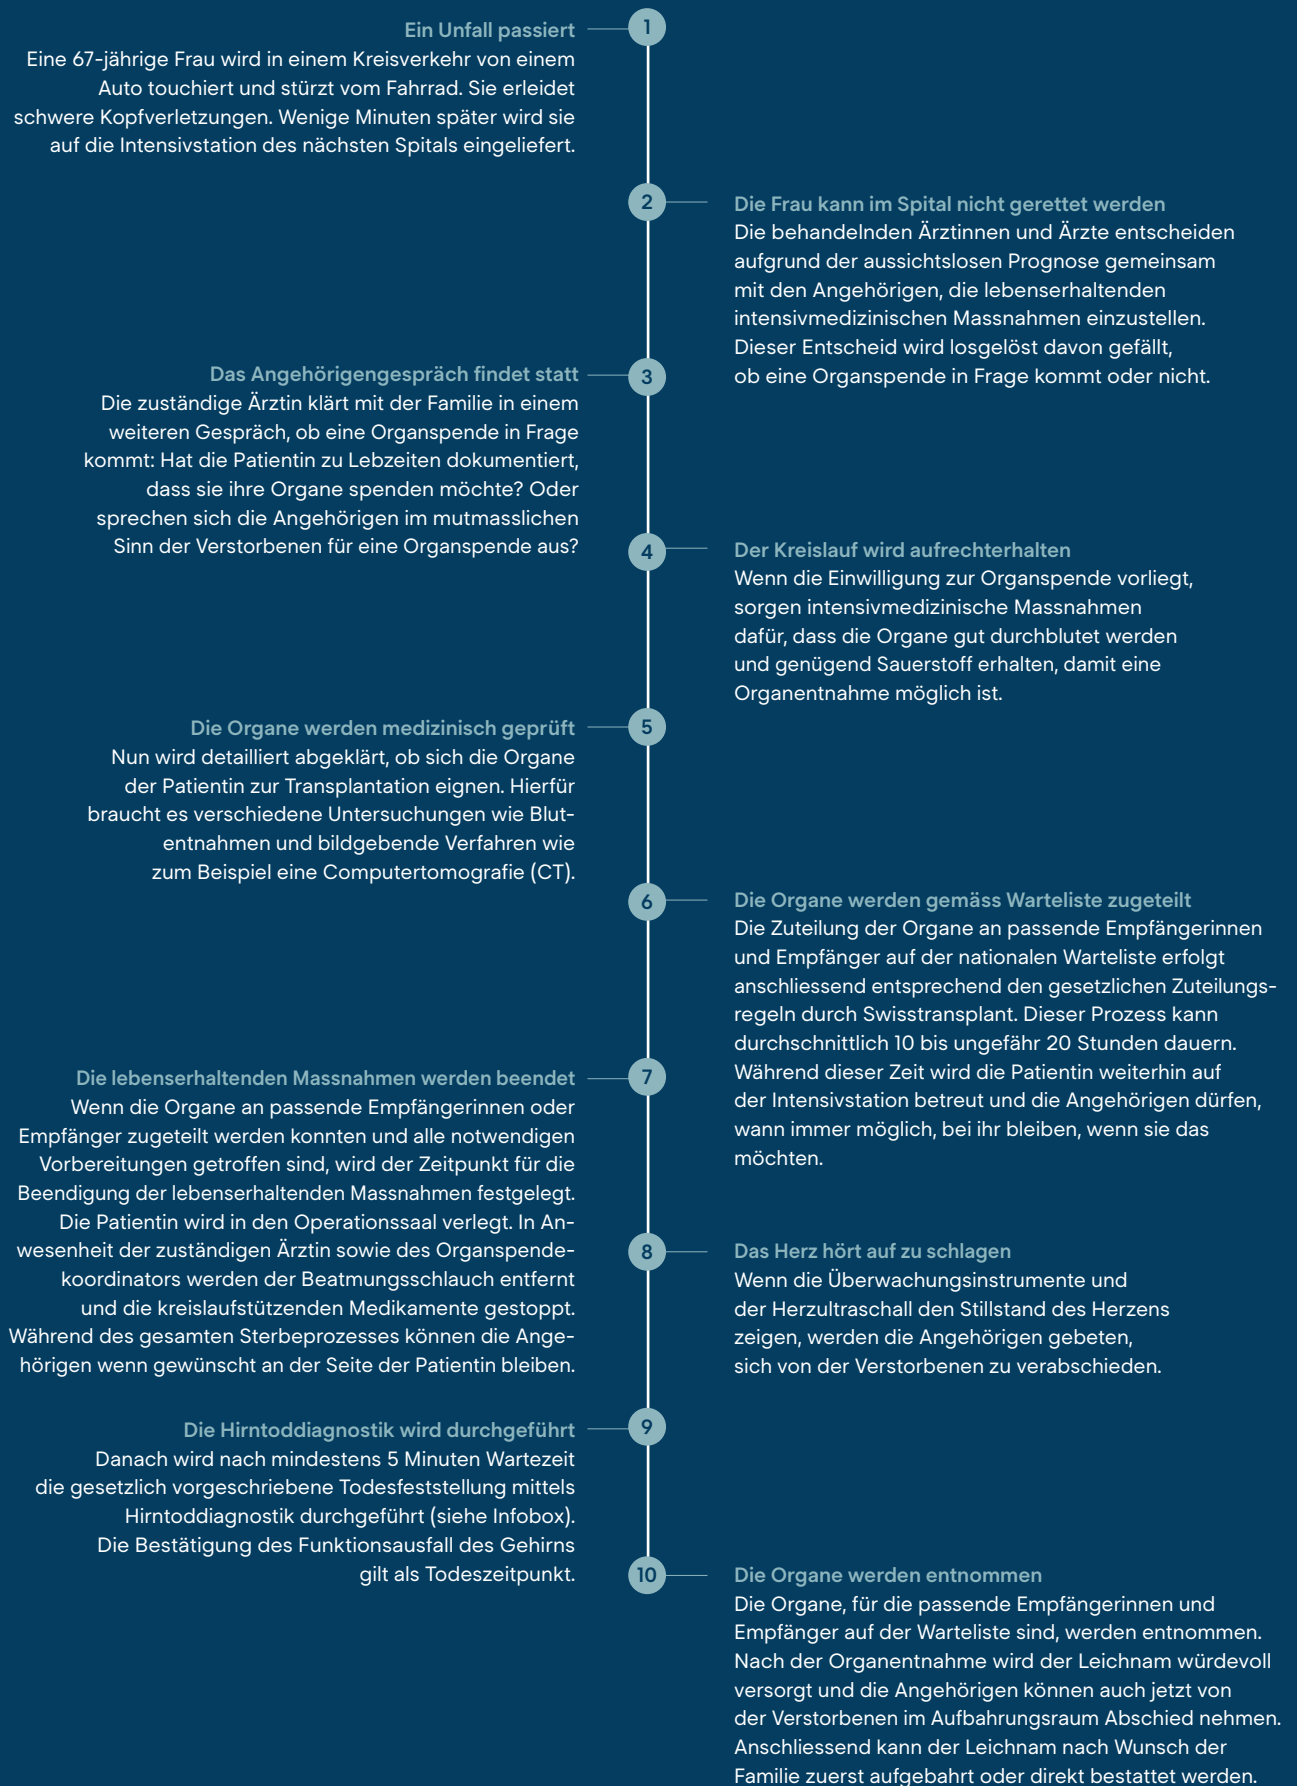 1
Ein Unfall passiert
Eine 67-jährige Frau wird in einem Kreisverkehr von einem
Auto touchiert und stürzt vom Fahrrad. Sie erleidet
schwere Kopfverletzungen. Wenige Minuten später wird sie
auf die Intensivstation des nächsten Spitals eingeliefert.
2
Die Frau kann im Spital nicht gerettet werden
Die behandelnden Ärztinnen und Ärzte entscheiden
aufgrund der aussichtslosen Prognose gemeinsam
mit den Angehörigen, die lebenserhaltenden
intensivmedizinischen Massnahmen einzustellen.
Dieser Entscheid wird losgelöst davon gefällt,
ob eine Organspende in Frage kommt oder nicht.
3
Das Angehörigengespräch findet statt
Die zuständige Ärztin klärt mit der Familie in einem
weiteren Gespräch, ob eine Organspende in Frage
kommt: Hat die Patientin zu Lebzeiten dokumentiert,
dass sie ihre Organe spenden möchte? Oder
sprechen sich die Angehörigen im mutmasslichen
Sinn der Verstorbenen für eine Organspende aus?
4
Der Kreislauf wird aufrechterhalten
Wenn die Einwilligung zur Organspende vorliegt,
sorgen intensivmedizinische Massnahmen
dafür, dass die Organe gut durchblutet werden
und genügend Sauerstoff erhalten, damit eine
Organentnahme möglich ist.
5
Die Organe werden medizinisch geprüft
Nun wird detailliert abgeklärt, ob sich die Organe
der Patientin zur Transplantation eignen. Hierfür
braucht es verschiedene Untersuchungen wie Blut-
entnahmen und bildgebende Verfahren wie
zum Beispiel eine Computertomografie (CT).
6
Die Organe werden gemäss Warteliste zugeteilt
Die Zuteilung der Organe an passende Empfängerinnen
und Empfänger auf der nationalen Warteliste erfolgt
anschliessend entsprechend den gesetzlichen Zuteilungs-
regeln durch Swisstransplant. Dieser Prozess kann
durchschnittlich 10 bis ungefähr 20 Stunden dauern.
Während dieser Zeit wird die Patientin weiterhin auf
der Intensivstation betreut und die Angehörigen dürfen,
wann immer möglich, bei ihr bleiben, wenn sie das
möchten.
7
Die lebenserhaltenden Massnahmen werden beendet
Wenn die Organe an passende Empfängerinnen oder
Empfänger zugeteilt werden konnten und alle notwendigen
Vorbereitungen getroffen sind, wird der Zeitpunkt für die
Beendigung der lebenserhaltenden Massnahmen festgelegt.
Die Patientin wird in den Operationssaal verlegt. In An-
wesenheit der zuständigen Ärztin sowie des Organspende-
koordinators werden der Beatmungsschlauch entfernt
und die kreislaufstützenden Medikamente gestoppt.
Während des gesamten Sterbeprozesses können die Ange-
hörigen wenn gewünscht an der Seite der Patientin bleiben.
8
Das Herz hört auf zu schlagen
Wenn die Überwachungsinstrumente und
der Herzultraschall den Stillstand des Herzens
zeigen, werden die Angehörigen gebeten,
sich von der Verstorbenen zu verabschieden.
9
Die Hirntoddiagnostik wird durchgeführt
Danach wird nach mindestens 5 Minuten Wartezeit
die gesetzlich vorgeschriebene Todesfeststellung mittels
Hirntoddiagnostik durchgeführt (siehe Infobox).
Die Bestätigung des Funktionsausfall des Gehirns
gilt als Todeszeitpunkt.
10
Die Organe werden entnommen
Die Organe, für die passende Empfängerinnen und
Empfänger auf der Warteliste sind, werden entnommen.
Nach der Organentnahme wird der Leichnam würdevoll
versorgt und die Angehörigen können auch jetzt von
der Verstorbenen im Aufbahrungsraum Abschied nehmen.
Anschliessend kann der Leichnam nach Wunsch der
Familie zuerst aufgebahrt oder direkt bestattet werden.